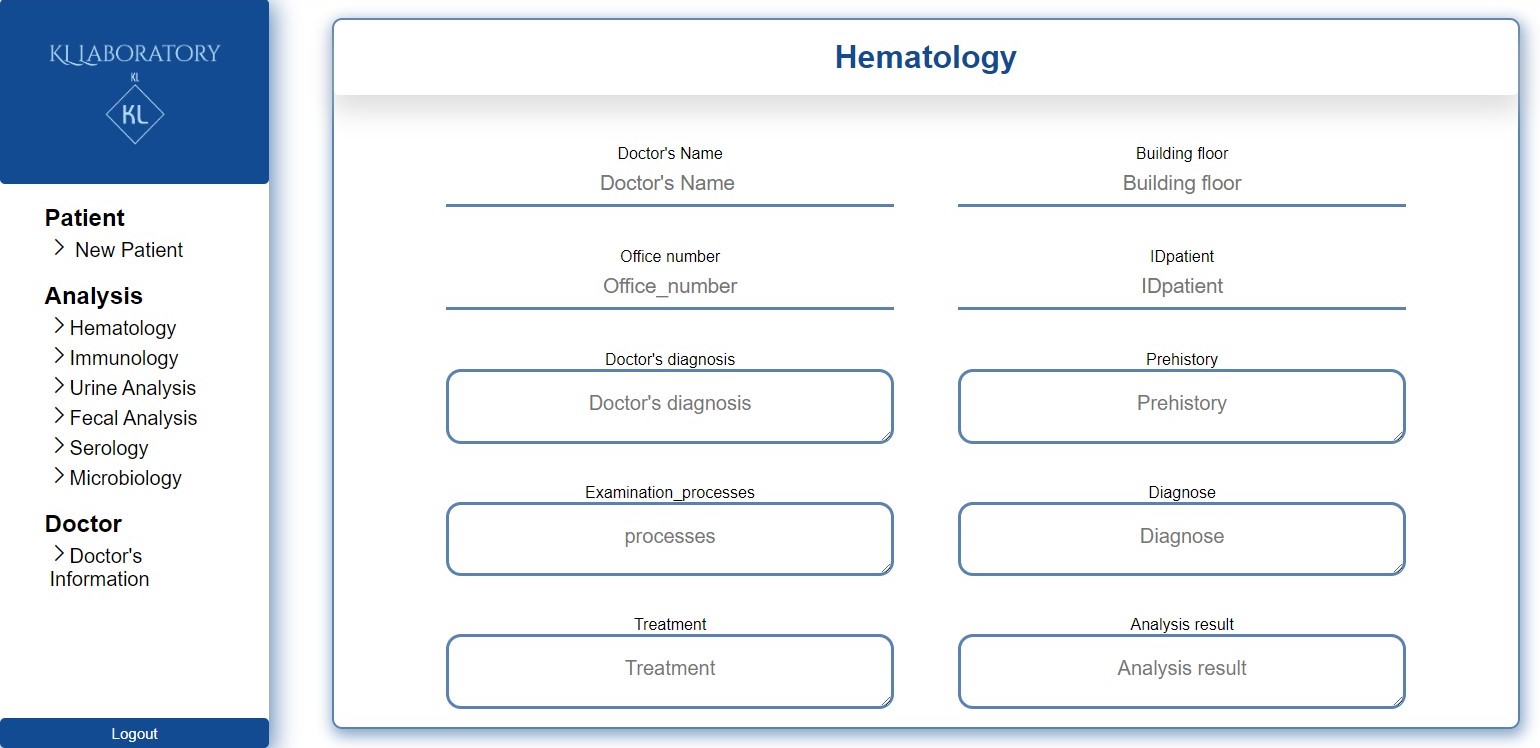 KL LABORATORY
KL
KL
Patient
New Patient
Analysis
Hematology
Immunology
Urine Analysis
Fecal Analysis
Serology
Microbiology
Doctor
Doctor's
Information
Logout
Hematology
Doctor's Name
Doctor's Name
Building floor
Building floor
Office number
Office_number
IDpatient
IDpatient
Doctor's diagnosis
Doctor's diagnosis
Prehistory
Prehistory
Examination_processes
processes
Diagnose
Diagnose
Treatment
Treatment
Analysis result
Analysis result